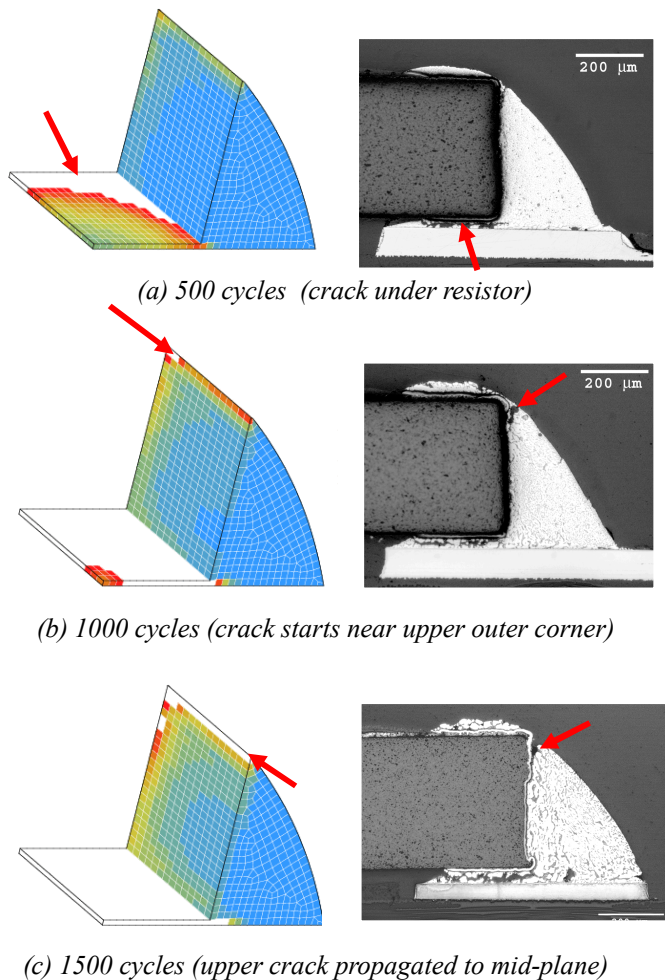 200 μm
(a) 500 cycles (crack under resistor)
200 μm
(b) 1000 cycles (crack starts near upper outer corner)
(c) 1500 cycles (upper crack propagated to mid-plane)